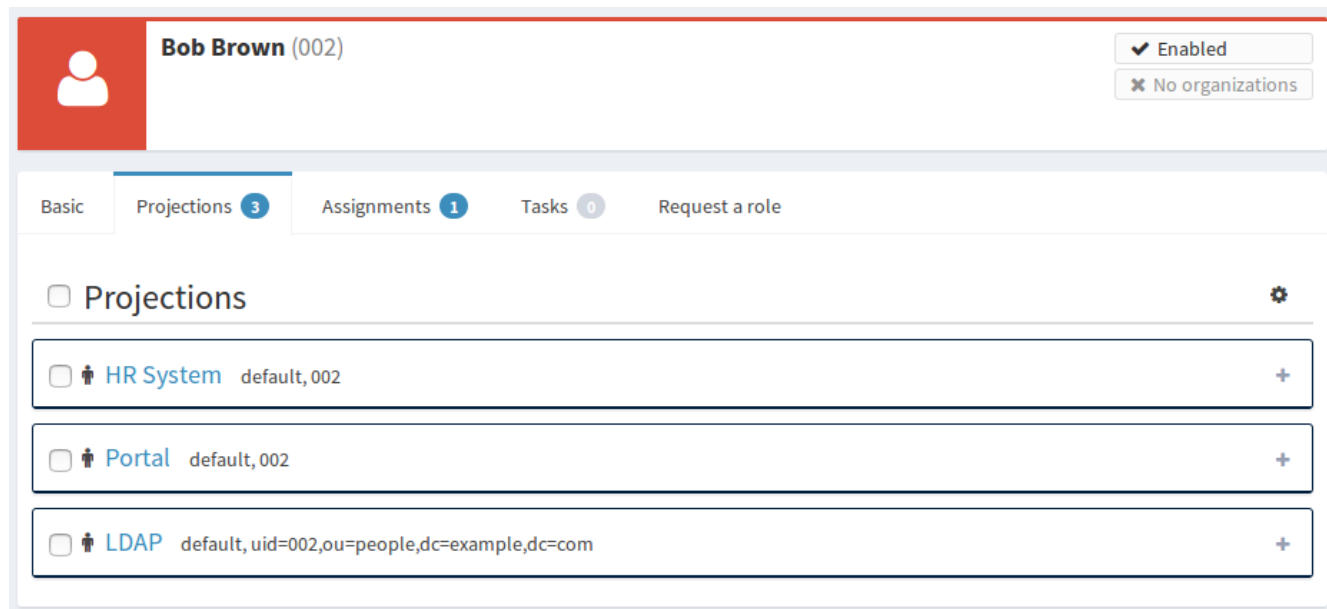 Bob Brown (002)
Enabled
No organizations
Basic Projections 3 Assignments 1 Tasks 0 Request a role
Projections
HR System default, 002
Portal default, 002
LDAP default, uid=002,ou=people,dc=example,dc=com